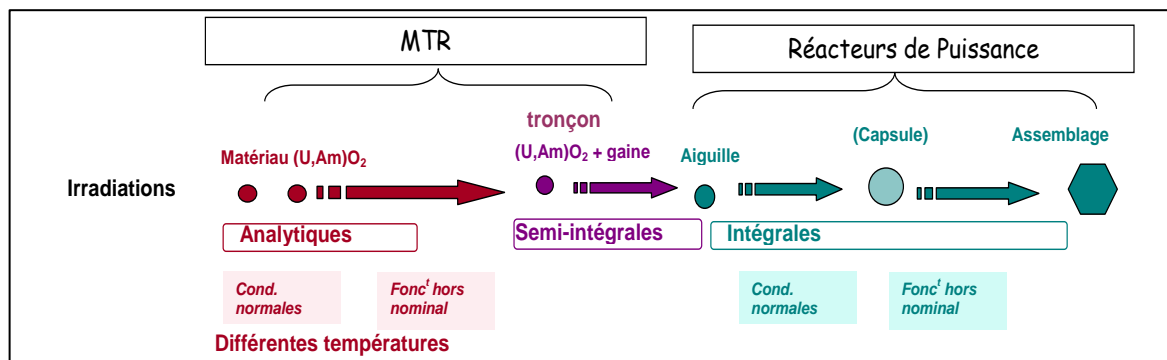 MTR
Réacteurs de Puissance
tronçon
(U,Am)O2 + gaine
(Capsule)
Assemblage
Matériau (U,Am)O2
Aiguille
Irradiations
Analytiques
Semi-intégrales
Intégrales
Cond.
normales
Fonct hors
nominal
Cond.
normales
Fonct hors
nominal
Différentes températures